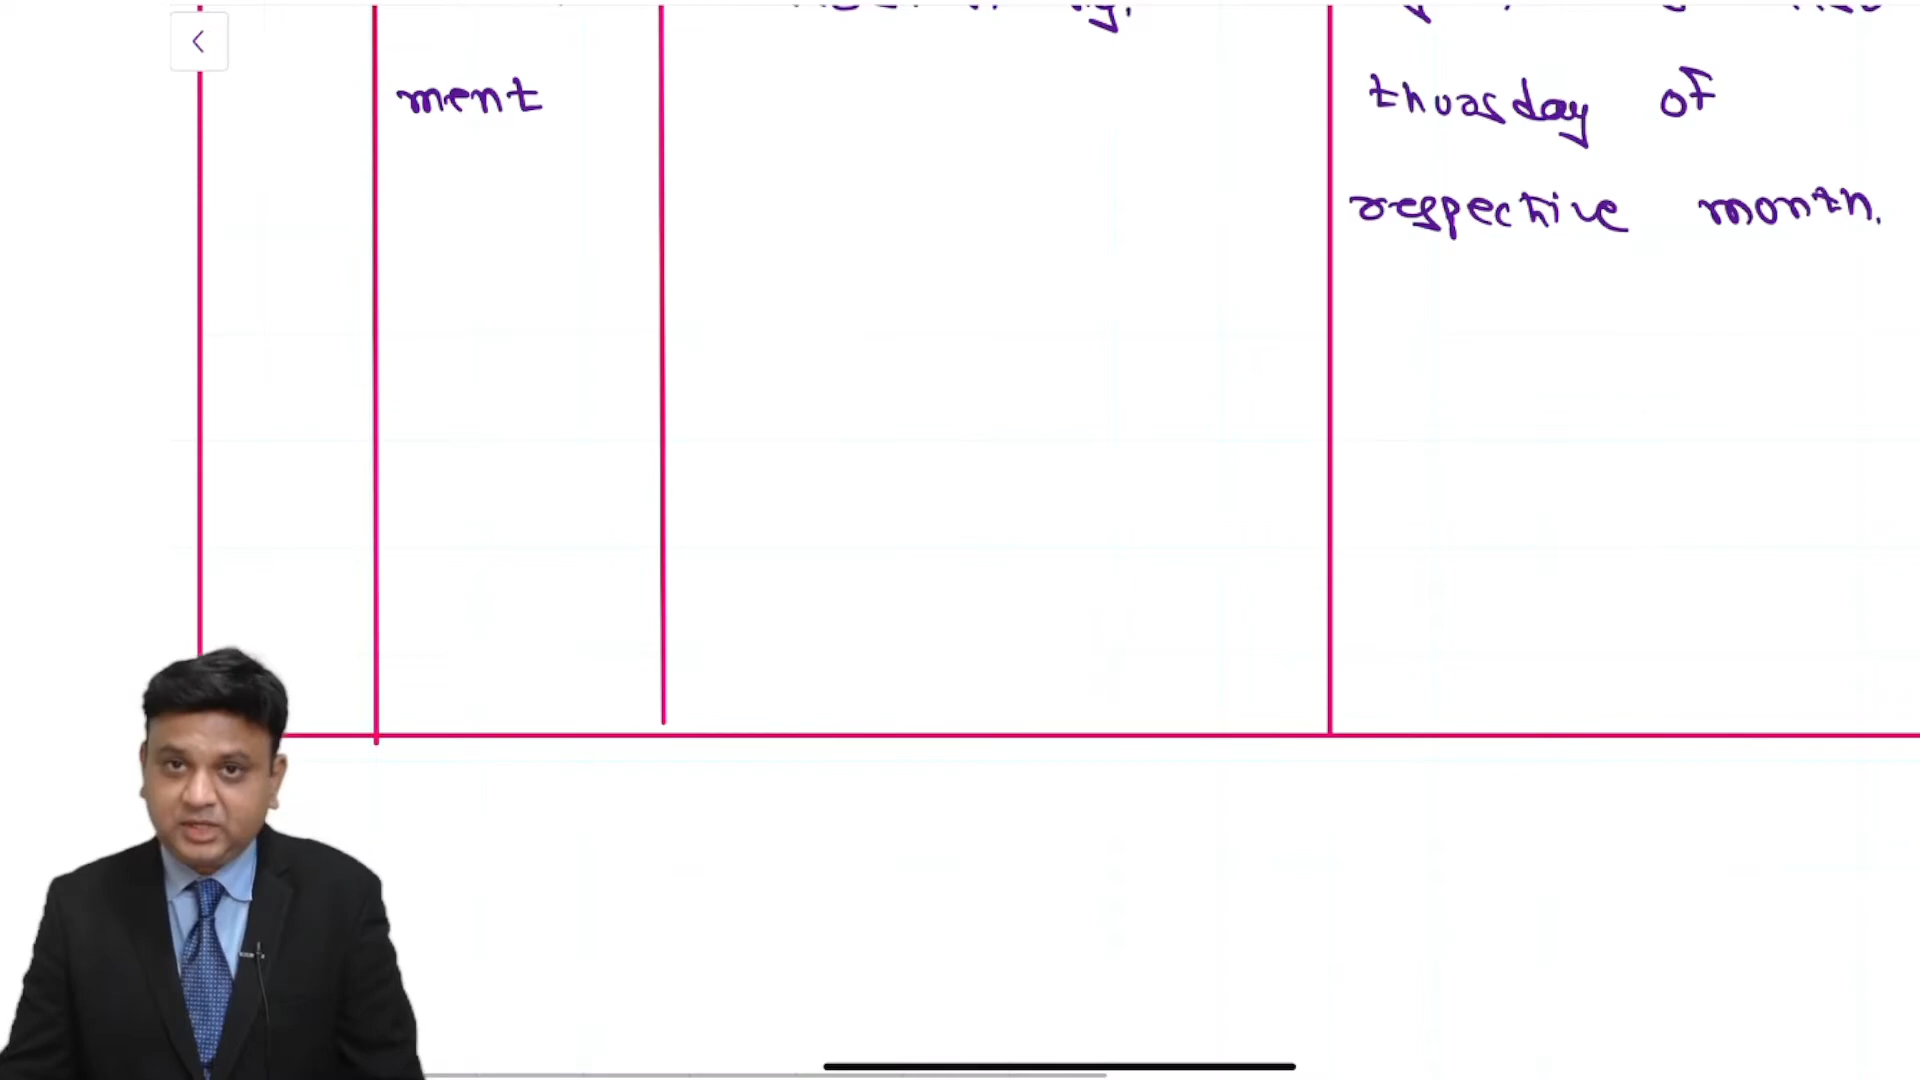 ment
thursday of
respective month.